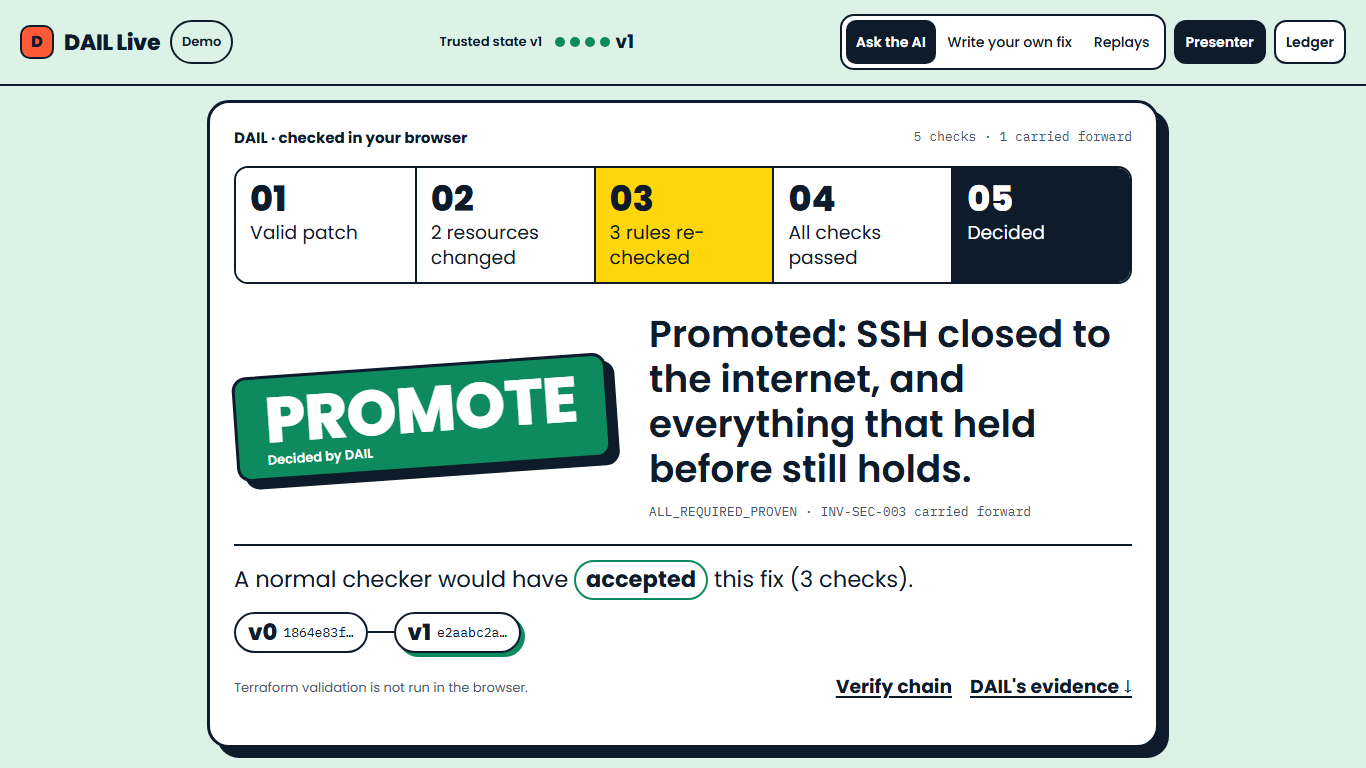 D DAIL Live Demo Trusted state v1 v1 Ask the AI Write your own fix Replays Presenter Ledger
DAIL · checked in your browser 5 checks · 1 carried forward
01 02 03 04 05
Valid patch 2 resources 3 rules re- All checks Decided
changed checked passed
Promoted: SSH closed to
the internet, and
everything that held
before still holds.
PROMOTE
Decided by DAIL
ALL_REQUIRED_PROVEN · INV-SEC-003 carried forward
A normal checker would have accepted this fix (3 checks).
v0 1864e83f… v1 e2aabc2a…
Terraform validation is not run in the browser. Verify chain DAIL's evidence ↓